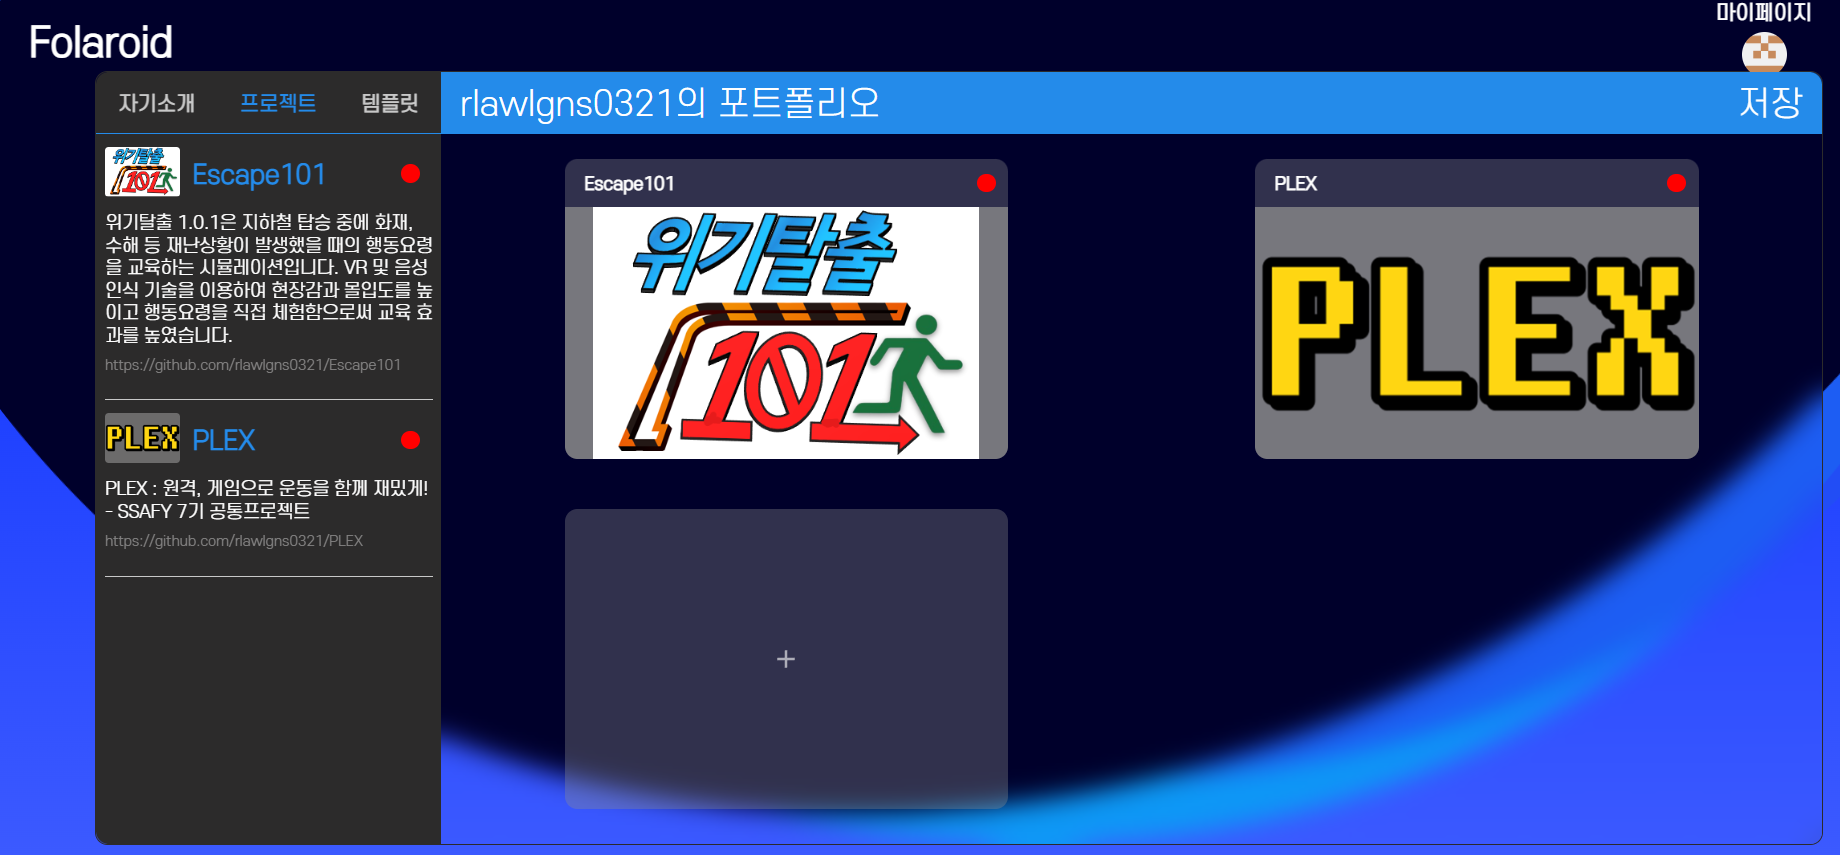 마이페이지
Folaroid
자기소개 프로젝트 템플릿
rlawlgns0321의 포트폴리오
저장
위기탈출
101
Escape101
위기탈출 1.0.1은 지하철 탑승 중에 화재,
수해 등 재난상황이 발생했을 때의 행동요령
을 교육하는 시뮬레이션입니다. VR 및 음성
인식 기술을 이용하여 현장감과 몰입도를 높
이고 행동요령을 직접 체험함으로써 교육 효
과를 높였습니다.
https://github.com/rlawlgns0321/Escape101
PLEX
PLEX
PLEX : 원격, 게임으로 운동을 함께 재밌게!
- SSAFY 7기 공통프로젝트
https://github.com/rlawlgns0321/PLEX
Escape101
위기탈출
101
PLEX
PLEX
+